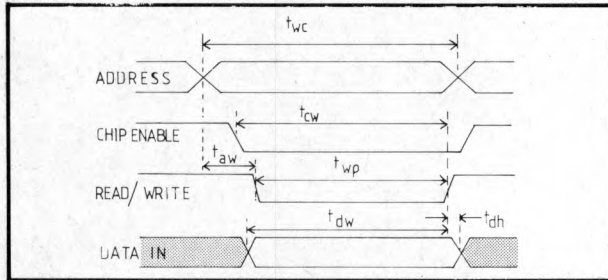 twc
ADDRESS
tcw
CHIP ENABLE
taw
twp
READ/WRITE
tdw
tdh
DATA IN